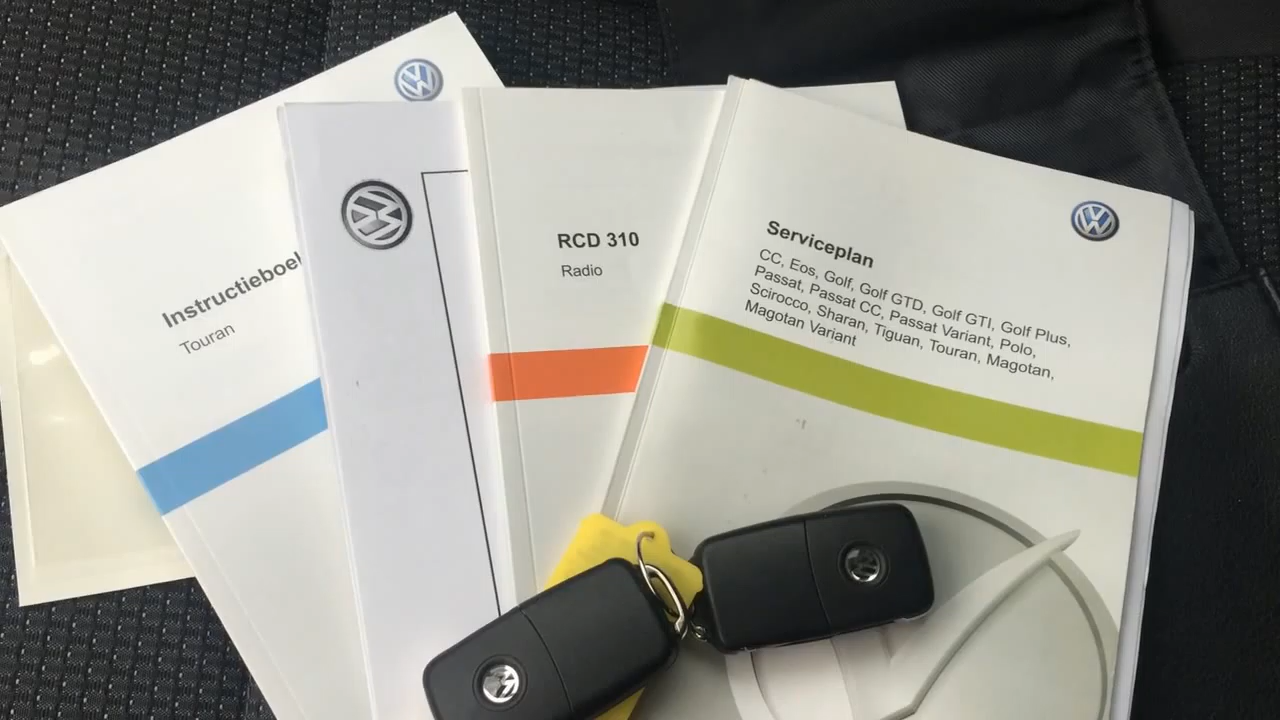 Instructieboek
Touran
RCD 310
Radio
Serviceplan
CC, Eos, Golf, Golf GTD, Golf GTI, Golf Plus,
Passat, Passat CC, Passat Variant, Polo,
Scirocco, Sharan, Tiguan, Touran, Magotan,
Magotan Variant